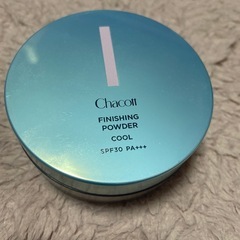 Chacott
FINISHING
POWDER
COOL
SPF30 PA+++